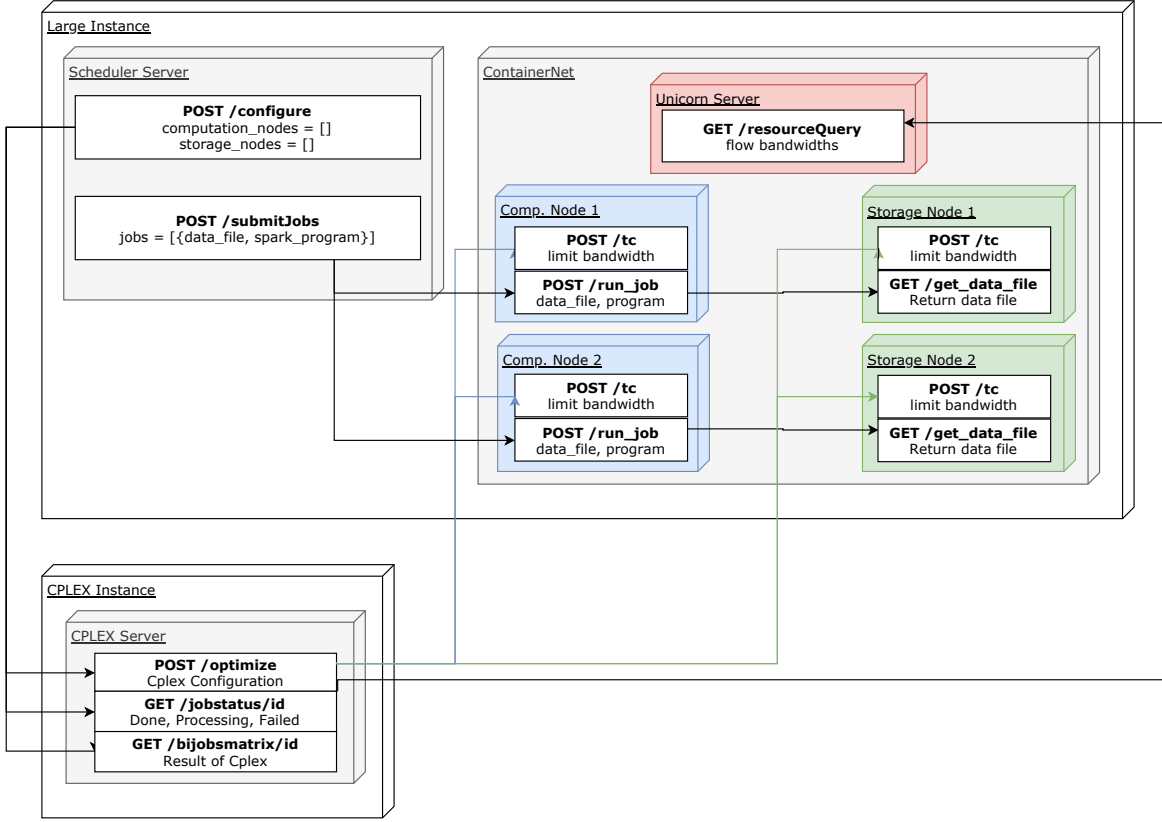 Large Instance
Scheduler Server
POST /configure
computation_nodes = []
storage_nodes = []
POST /submitJobs
jobs = [{data_file, spark_program}]
ContainerNet
Unicorn Server
GET /resourceQuery
flow bandwidths
Comp. Node 1
POST /tc
limit bandwidth
POST /run_job
data_file, program
Storage Node 1
POST /tc
limit bandwidth
GET /get_data_file
Return data file
Comp. Node 2
POST /tc
limit bandwidth
POST /run_job
data_file, program
Storage Node 2
POST /tc
limit bandwidth
GET /get_data_file
Return data file
CPLEX Instance
CPLEX Server
POST /optimize
Cplex Configuration
GET /jobstatus/id
Done, Processing, Failed
GET /bijobsmatrix/id
Result of Cplex